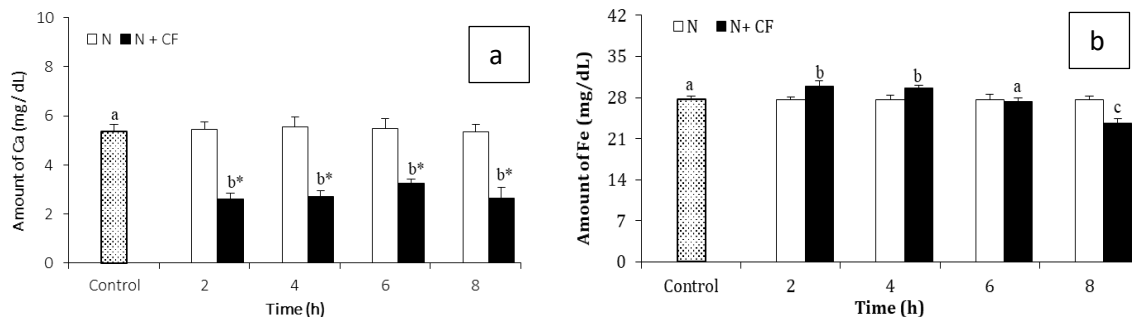 10
8
6
4
2
0
Amount of Ca (mg/ dL)
N N + CF
a
a
b*
b*
b*
b*
Control 2 4 6 8
Time (h)
42
35
28
21
14
7
0
Amount of Fe (mg/dL)
N N+ CF
b
a
b
b
a
c
Control 2 4 6 8
Time (h)